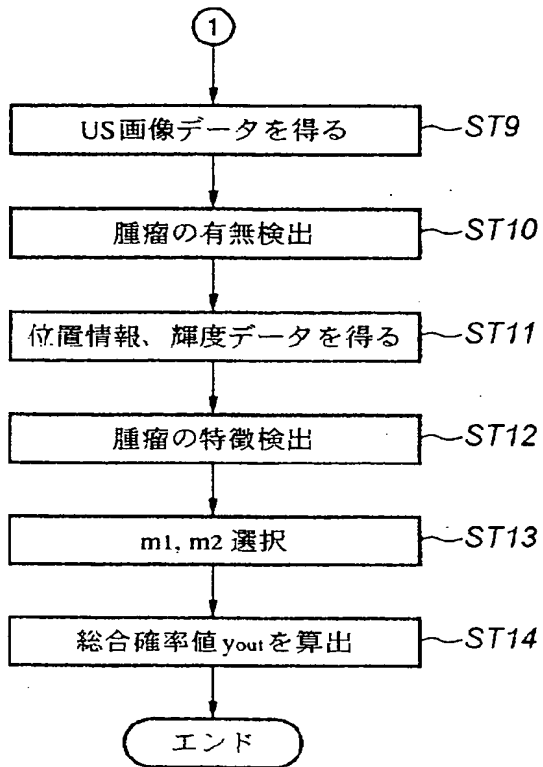 1
US画像データを得る ST9
腫瘤の有無検出 ST10
位置情報、輝度データを得る ST11
腫瘤の特徴検出 ST12
m1, m2 選択 ST13
総合確率値 yout を算出 ST14
エンド